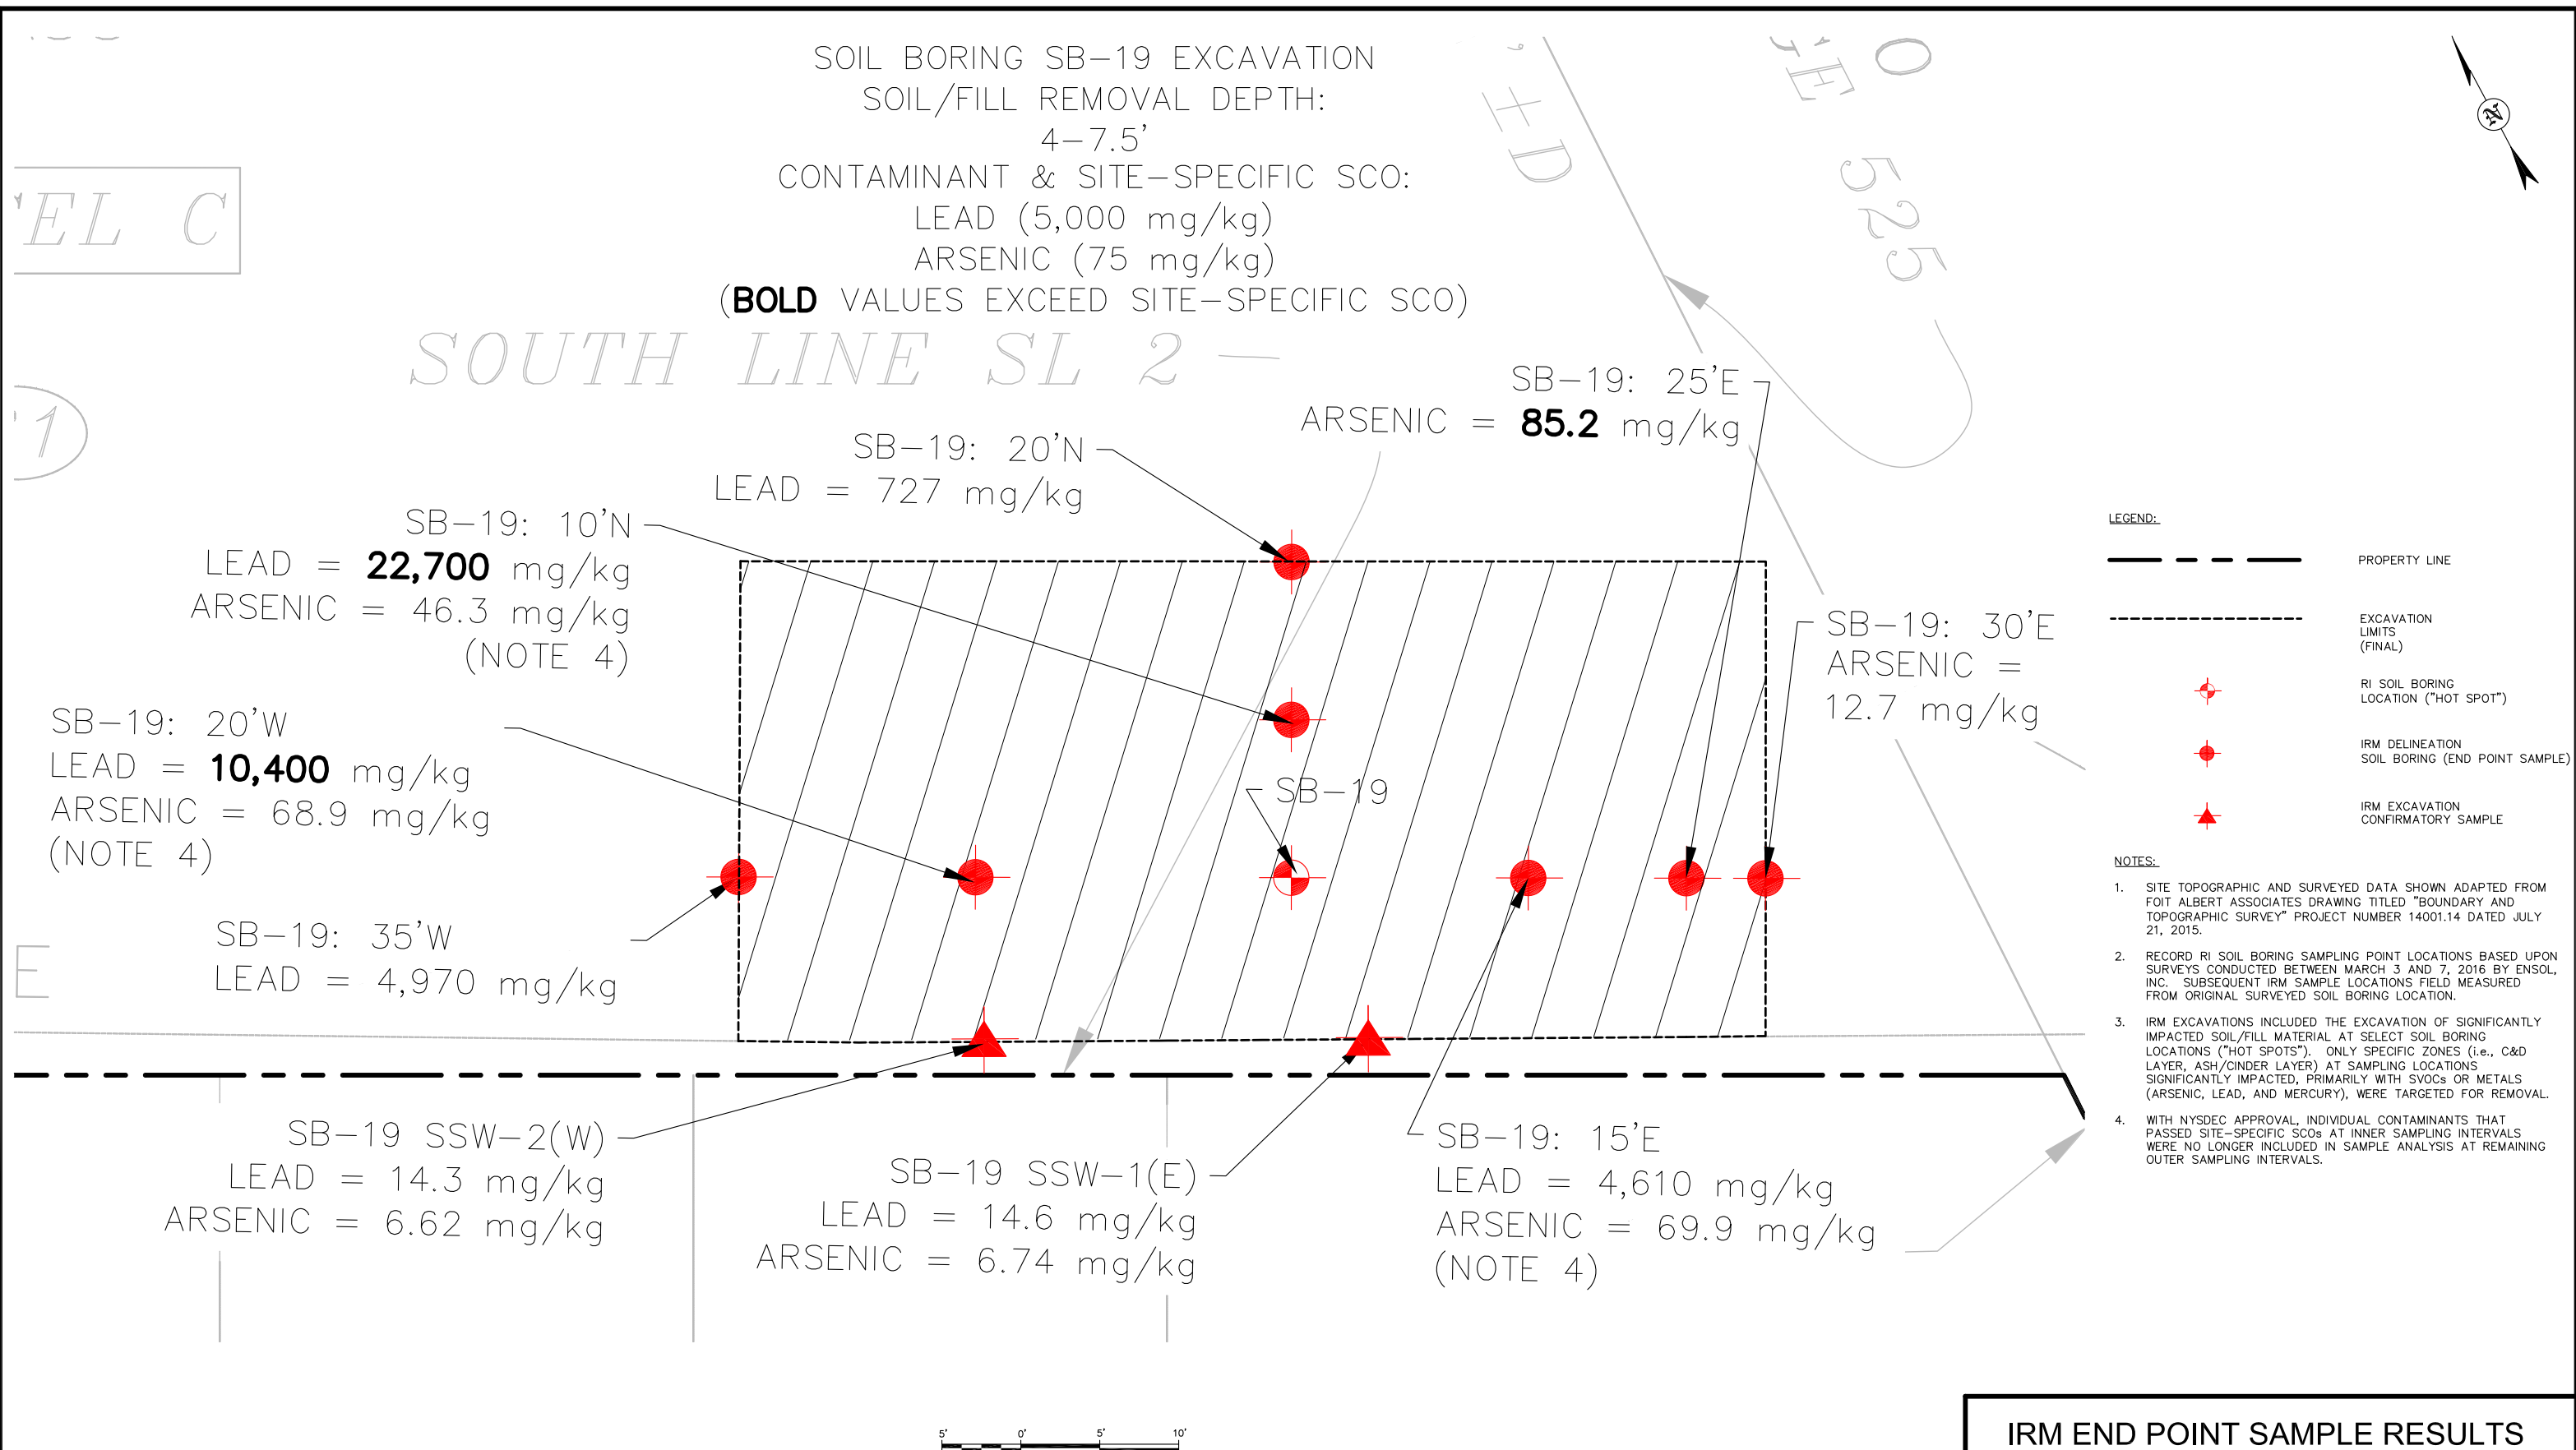 SOIL BORING SB-19 EXCAVATION
SOIL/FILL REMOVAL DEPTH:
4-7.5'
CONTAMINANT & SITE-SPECIFIC SCO:
LEAD (5,000 mg/kg)
ARSENIC (75 mg/kg)
(BOLD VALUES EXCEED SITE-SPECIFIC SCO)
EL C
SOUTH LINE SL 2
±D
GE 525
1
E
N
SB-19: 25'E
ARSENIC = 85.2 mg/kg
SB-19: 20'N
LEAD = 727 mg/kg
SB-19: 10'N
LEAD = 22,700 mg/kg
ARSENIC = 46.3 mg/kg
(NOTE 4)
SB-19: 30'E
ARSENIC =
12.7 mg/kg
SB-19: 20'W
LEAD = 10,400 mg/kg
ARSENIC = 68.9 mg/kg
(NOTE 4)
SB-19
SB-19: 35'W
LEAD = 4,970 mg/kg
SB-19 SSW-2(W)
LEAD = 14.3 mg/kg
ARSENIC = 6.62 mg/kg
SB-19 SSW-1(E)
LEAD = 14.6 mg/kg
ARSENIC = 6.74 mg/kg
SB-19: 15'E
LEAD = 4,610 mg/kg
ARSENIC = 69.9 mg/kg
(NOTE 4)
LEGEND:
PROPERTY LINE
EXCAVATION
LIMITS
(FINAL)
RI SOIL BORING
LOCATION ("HOT SPOT")
IRM DELINEATION
SOIL BORING (END POINT SAMPLE)
IRM EXCAVATION
CONFIRMATORY SAMPLE
NOTES:
1. SITE TOPOGRAPHIC AND SURVEYED DATA SHOWN ADAPTED FROM
FOIT ALBERT ASSOCIATES DRAWING TITLED "BOUNDARY AND
TOPOGRAPHIC SURVEY" PROJECT NUMBER 14001.14 DATED JULY
21, 2015.
2. RECORD RI SOIL BORING SAMPLING POINT LOCATIONS BASED UPON
SURVEYS CONDUCTED BETWEEN MARCH 3 AND 7, 2016 BY ENSOL,
INC. SUBSEQUENT IRM SAMPLE LOCATIONS FIELD MEASURED
FROM ORIGINAL SURVEYED SOIL BORING LOCATION.
3. IRM EXCAVATIONS INCLUDED THE EXCAVATION OF SIGNIFICANTLY
IMPACTED SOIL/FILL MATERIAL AT SELECT SOIL BORING
LOCATIONS ("HOT SPOTS"). ONLY SPECIFIC ZONES (i.e., C&D
LAYER, ASH/CINDER LAYER) AT SAMPLING LOCATIONS
SIGNIFICANTLY IMPACTED, PRIMARILY WITH SVOCs OR METALS
(ARSENIC, LEAD, AND MERCURY), WERE TARGETED FOR REMOVAL.
4. WITH NYSDEC APPROVAL, INDIVIDUAL CONTAMINANTS THAT
PASSED SITE-SPECIFIC SCOs AT INNER SAMPLING INTERVALS
WERE NO LONGER INCLUDED IN SAMPLE ANALYSIS AT REMAINING
OUTER SAMPLING INTERVALS.
5' 0' 5' 10'
IRM END POINT SAMPLE RESULTS